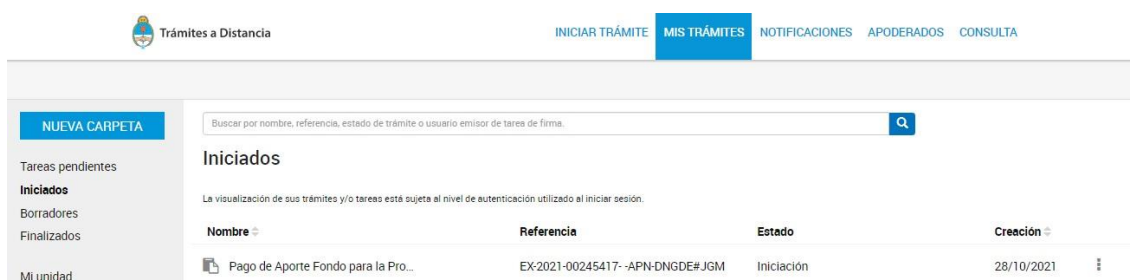 Trámites a Distancia
INICIAR TRÁMITE MIS TRÁMITES NOTIFICACIONES APODERADOS CONSULTA
NUEVA CARPETA
Tareas pendientes
Iniciados
Borradores
Finalizados
Mi unidad
Buscar por nombre, referencia, estado de trámite o usuario emisor de tarea de firma.
Iniciados
La visualización de sus trámites y/o tareas está sujeta al nivel de autenticación utilizado al iniciar sesión.
Nombre Referencia Estado Creación
Pago de Aporte Fondo para la Pro... EX-2021-00245417- -APN-DNGDE#JGM Iniciación 28/10/2021